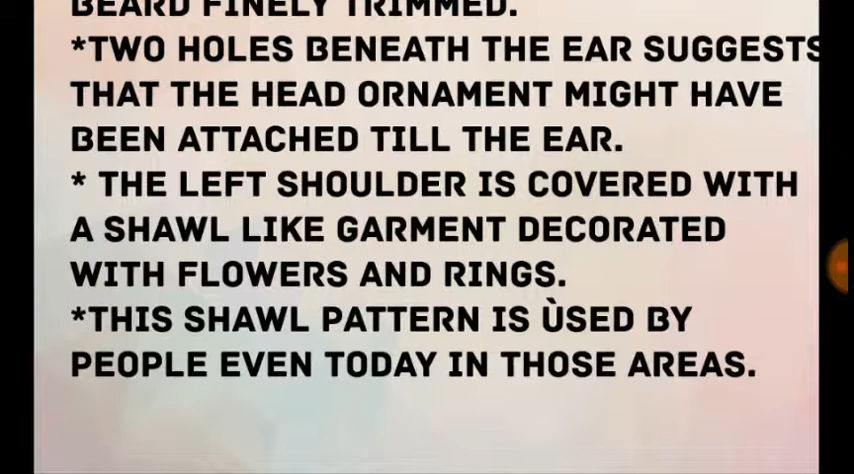 BEARD FINELY TRIMMED.
*TWO HOLES BENEATH THE EAR SUGGESTS
THAT THE HEAD ORNAMENT MIGHT HAVE
BEEN ATTACHED TILL THE EAR.
* THE LEFT SHOULDER IS COVERED WITH
A SHAWL LIKE GARMENT DECORATED
WITH FLOWERS AND RINGS.
*THIS SHAWL PATTERN IS ÙSED BY
PEOPLE EVEN TODAY IN THOSE AREAS.